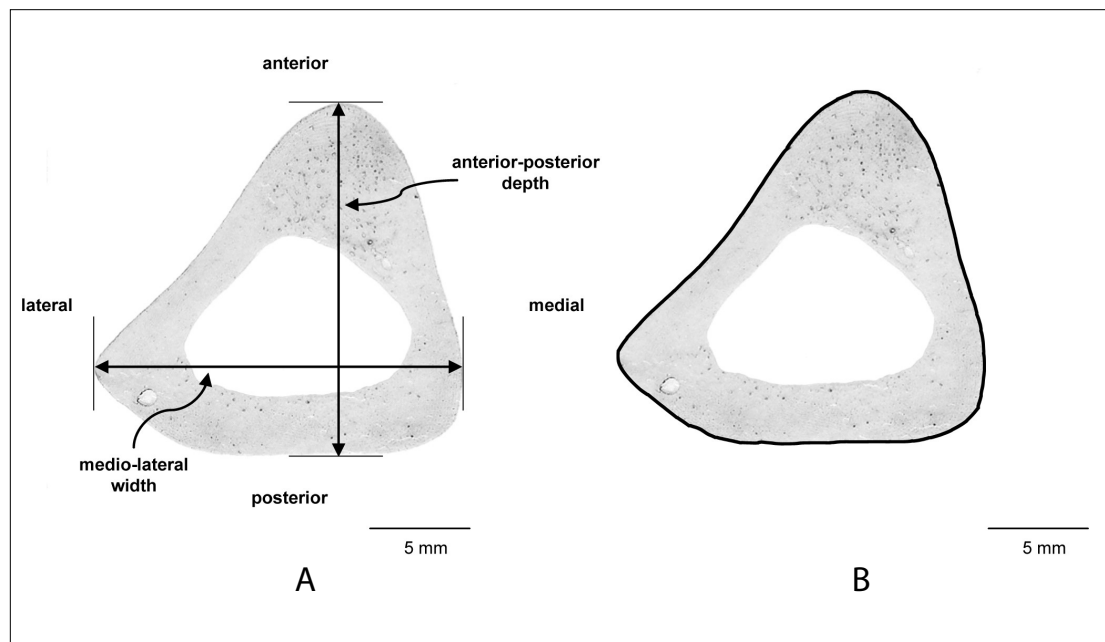 anterior
anterior-posterior
depth
lateral
medial
medio-lateral
width
posterior
5 mm
5 mm
A
B